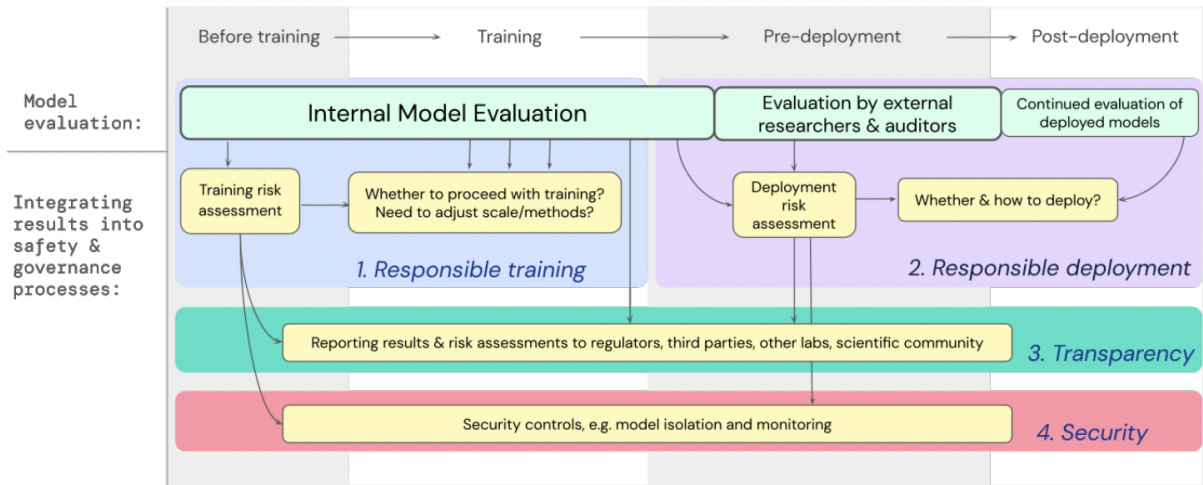 Before training
Training
Pre-deployment
Post-deployment
Model
evaluation:
Internal Model Evaluation
Evaluation by external
researchers & auditors
Continued evaluation of
deployed models
Integrating
results into
safety &
governance
processes:
Training risk
assessment
Whether to proceed with training?
Need to adjust scale/methods?
Deployment
risk
assessment
Whether & how to deploy?
1. Responsible training
2. Responsible deployment
Reporting results & risk assessments to regulators, third parties, other labs, scientific community
3. Transparency
Security controls, e.g. model isolation and monitoring
4. Security